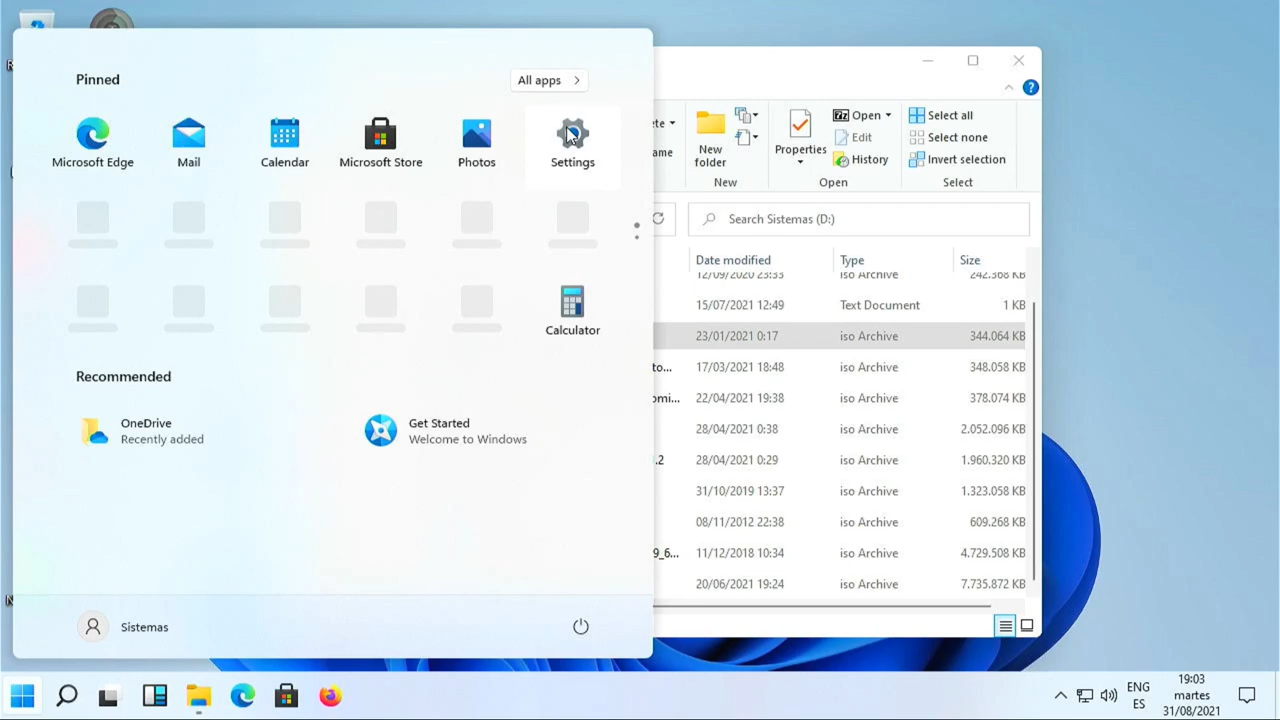 Pinned
All apps
Microsoft Edge
Mail
Calendar
Microsoft Store
Photos
Settings
Calculator
Recommended
OneDrive
Recently added
Get Started
Welcome to Windows
Sistemas
New
folder
Properties
Open
Edit
History
Select all
Select none
Invert selection
New
Open
Select
Search Sistemas (D:)
Date modified Type Size
12/09/2020 23:33 iso Archive 242.368 KB
15/07/2021 12:49 Text Document 1 KB
23/01/2021 0:17 iso Archive 344.064 KB
to... 17/03/2021 18:48 iso Archive 348.058 KB
omi... 22/04/2021 19:38 iso Archive 378.074 KB
28/04/2021 0:38 iso Archive 2.052.096 KB
.2 28/04/2021 0:29 iso Archive 1.960.320 KB
31/10/2019 13:37 iso Archive 1.323.058 KB
08/11/2012 22:38 iso Archive 609.268 KB
9_6... 11/12/2018 10:34 iso Archive 4.729.508 KB
20/06/2021 19:24 iso Archive 7.735.872 KB
ENG
ES
19:03
martes
31/08/2021